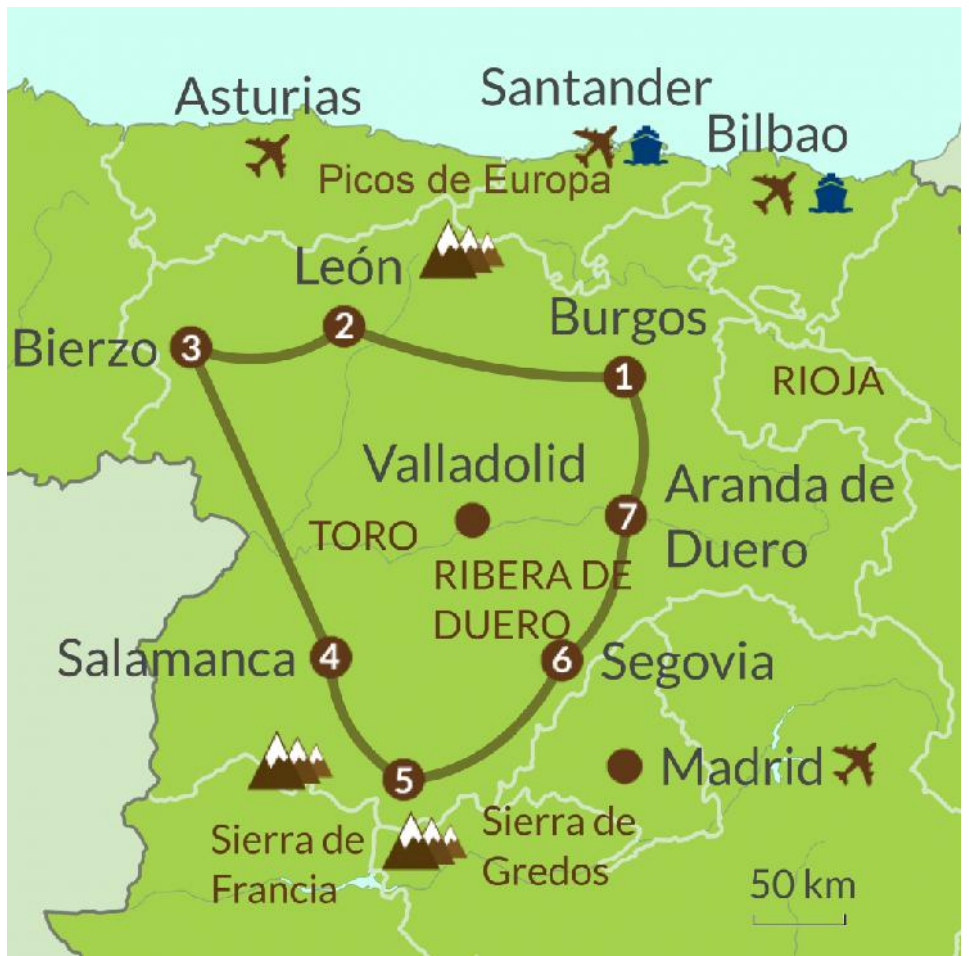 Asturias
Santander
Bilbao
Picos de Europa
León
2
Burgos
Bierzo
3
1
RIOJA
Valladolid
Aranda de
Duero
7
TORO
RIBERA DE
DUERO
Salamanca
4
6
Segovia
5
Madrid
Sierra de
Francia
Sierra de
Gredos
50 km